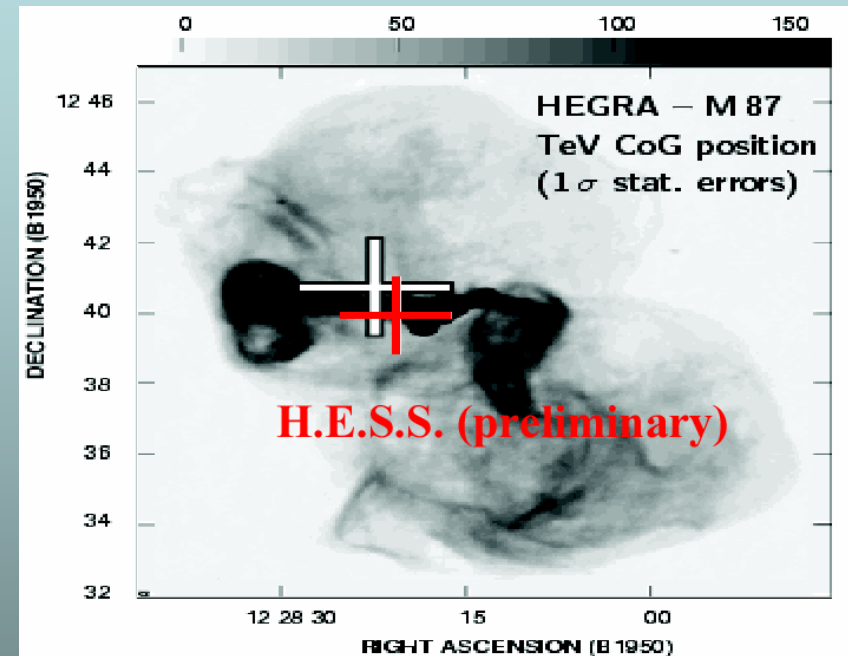 0 50 100 150
HEGRA – M 87
TeV CoG position
(1 σ stat. errors)
12 46
44
42
40
38
36
34
32
DECLINATION (B1950)
H.E.S.S. (preliminary)
12 28 30 15 00
RIGHT ASCENSION (B1950)